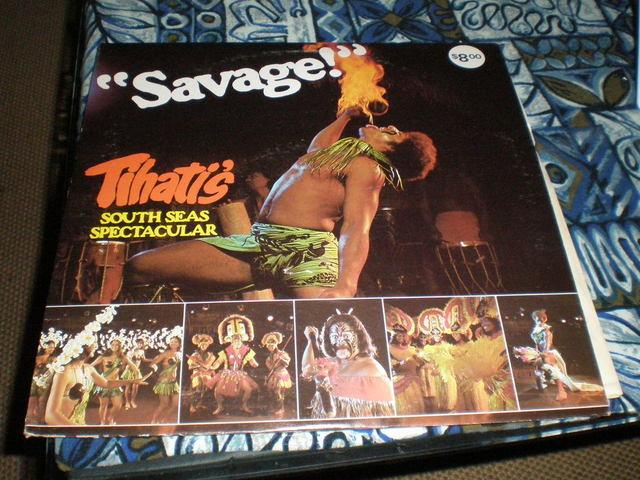 "Savage!"
$8.00
Tihati's
SOUTH SEAS
SPECTACULAR